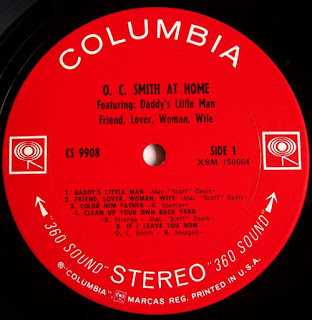 COLUMBIA
O. C. SMITH AT HOME
Featuring: Daddy's Little Man
Friend, Lover, Woman, Wife
CS 9908
SIDE 1
XSM 150664
1. DADDY'S LITTLE MAN -Mac "Scott" Davis-
2. FRIEND, LOVER, WOMAN, WIFE -Mac "Scott" Davis-
3. COLOR HIM FATHER -R. Spencer-
4. CLEAN UP YOUR OWN BACK YARD
-B. Strange - Mac "Scott" Davis-
5. IF I LEAVE YOU NOW
-O. C. Smith - R. Steagall-
"360 SOUND" STEREO "360 SOUND"
® "COLUMBIA", MARCAS REG. PRINTED IN U.S.A.